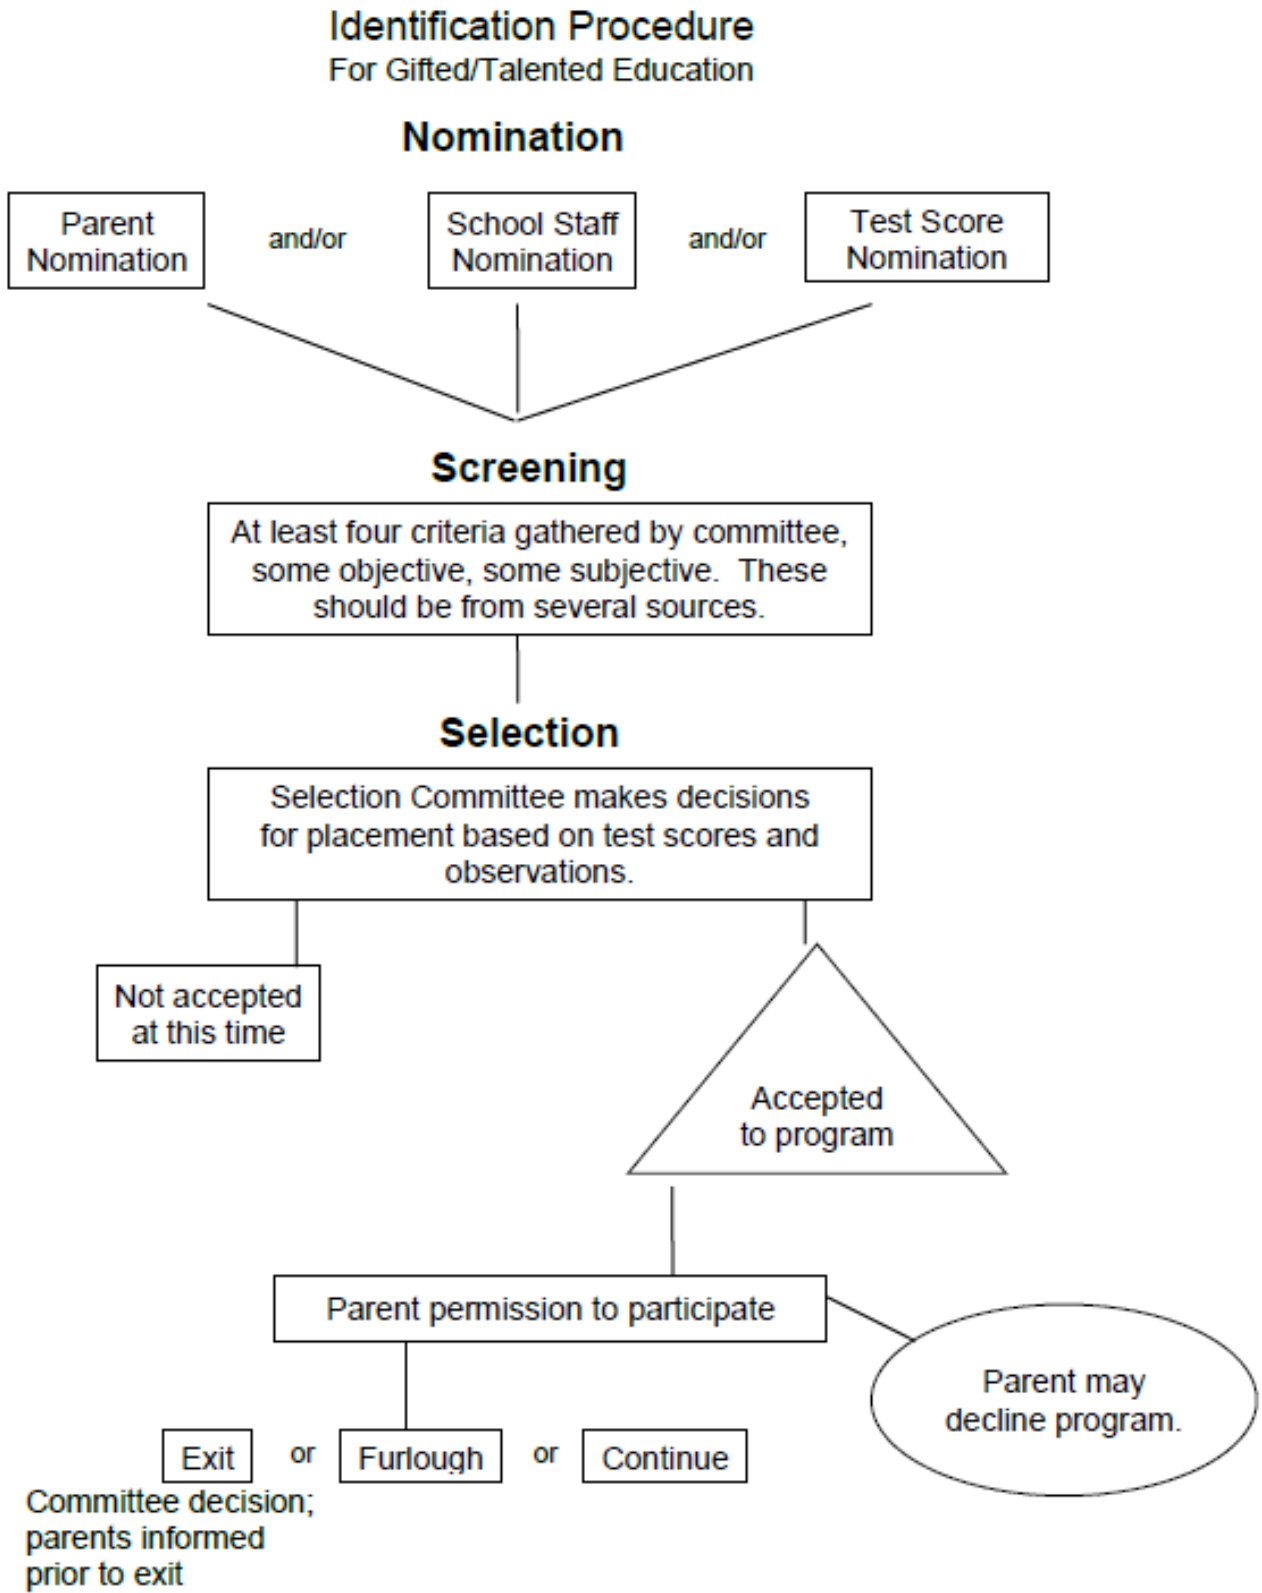 Identification Procedure
For Gifted/Talented Education
Nomination
Parent
Nomination
and/or
School Staff
Nomination
and/or
Test Score
Nomination
Screening
At least four criteria gathered by committee,
some objective, some subjective.  These
should be from several sources.
Selection
Selection Committee makes decisions
for placement based on test scores and
observations.
Not accepted
at this time
Accepted
to program
Parent permission to participate
Parent may
decline program.
Exit
or
Furlough
or
Continue
Committee decision;
parents informed
prior to exit